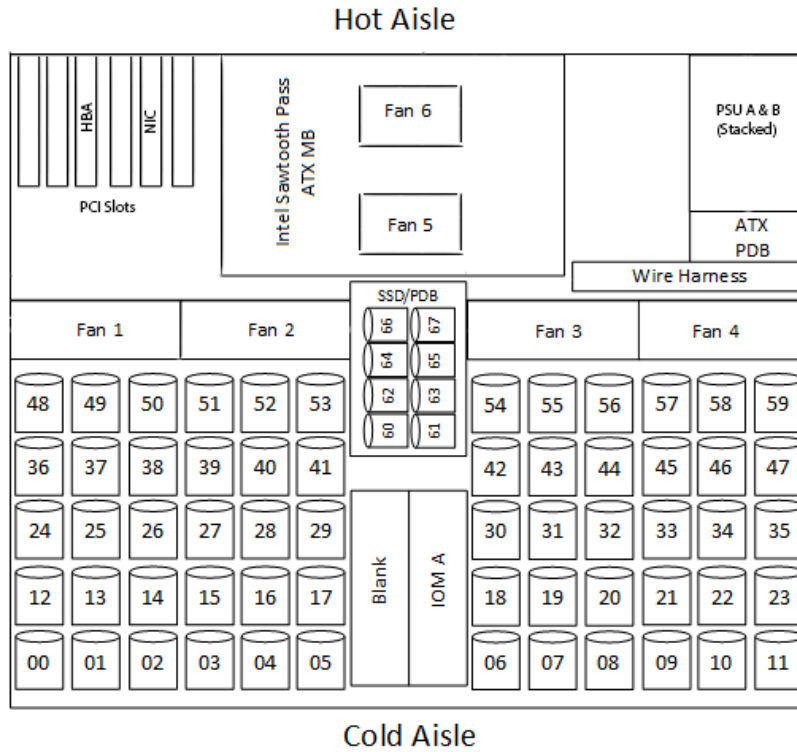 Hot Aisle
HBA
NIC
PCI Slots
Intel Sawtooth Pass
ATX MB
Fan 6
Fan 5
PSU A & B
(Stacked)
ATX
PDB
Wire Harness
Fan 1
Fan 2
SSD/PDB
66 67
64 65
62 63
60 61
Fan 3
Fan 4
48 49 50 51 52 53 54 55 56 57 58 59
36 37 38 39 40 41 42 43 44 45 46 47
24 25 26 27 28 29 30 31 32 33 34 35
12 13 14 15 16 17 18 19 20 21 22 23
00 01 02 03 04 05 06 07 08 09 10 11
Blank
IOM A
Cold Aisle